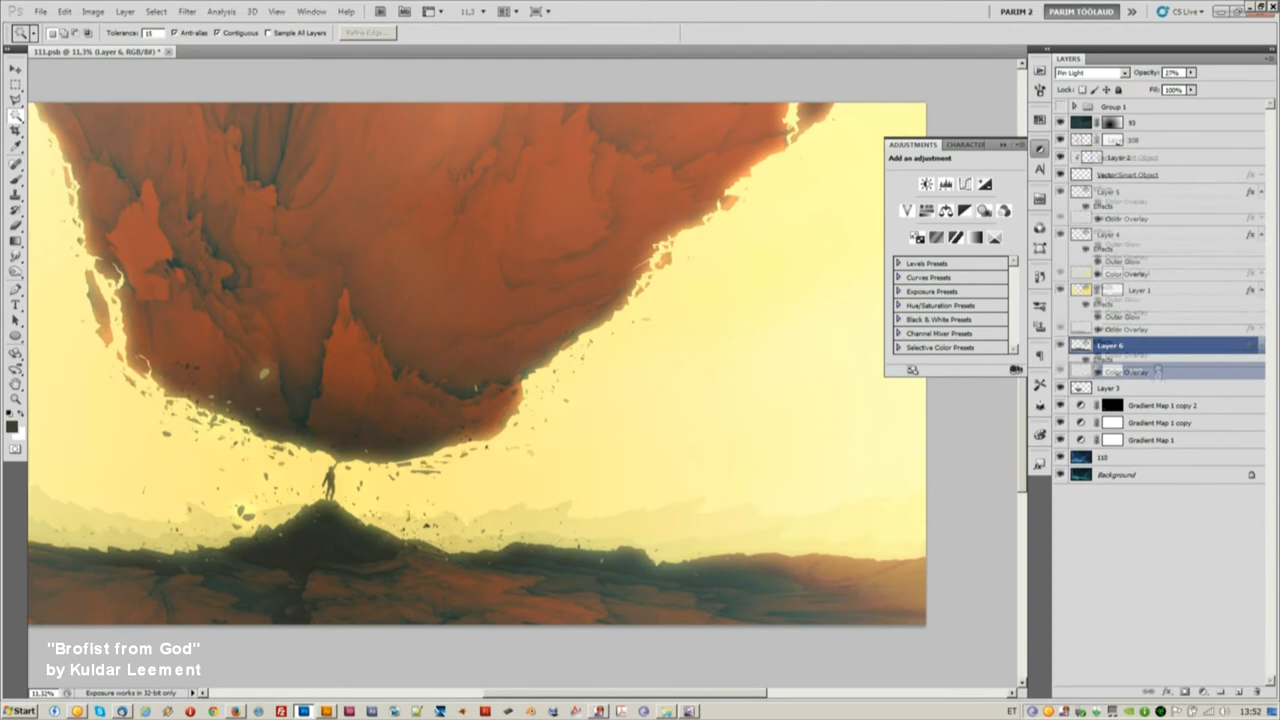 File Edit Image Layer Select Filter Analysis 3D View Window Help 11,3 PARIM 2 PARIM TÖÖLAUD CS Live
Tolerance: 15 Anti-alias Contiguous Sample All Layers Refine Edge...
111.psb @ 11,3% (Layer 6, RGB/8#) *
LAYERS
Pin Light Opacity: 27%
Lock: Fill: 100%
Group 1
93
Layer 2
Vector Smart Object
Layer 5
Effects
Color Overlay
Layer 4
Effects
Outer Glow
Color Overlay
Layer 1
Effects
Outer Glow
Color Overlay
Layer 6
Effects
Color Overlay
Layer 3
Gradient Map 1 copy 2
Gradient Map 1 copy
Gradient Map 1
110
Background
ADJUSTMENTS CHARACTER
Add an adjustment
Levels Presets
Curves Presets
Exposure Presets
Hue/Saturation Presets
Black & White Presets
Channel Mixer Presets
Selective Color Presets
"Brofist from God"
by Kuldar Leement
11,32% Exposure works in 32-bit only
Start ET 13:52